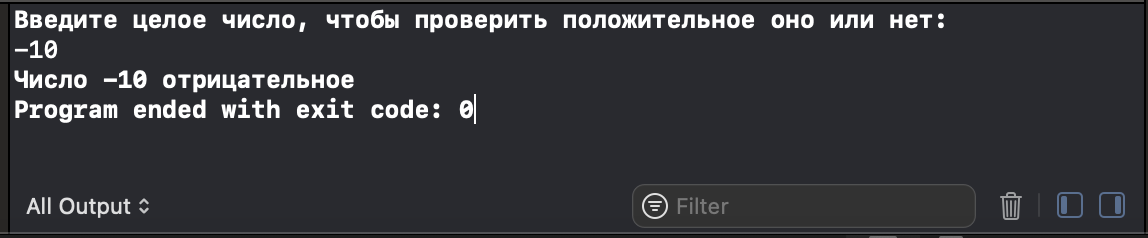 Введите целое число, чтобы проверить положительное оно или нет:
-10
Число -10 отрицательное
Program ended with exit code: 0
All Output
Filter